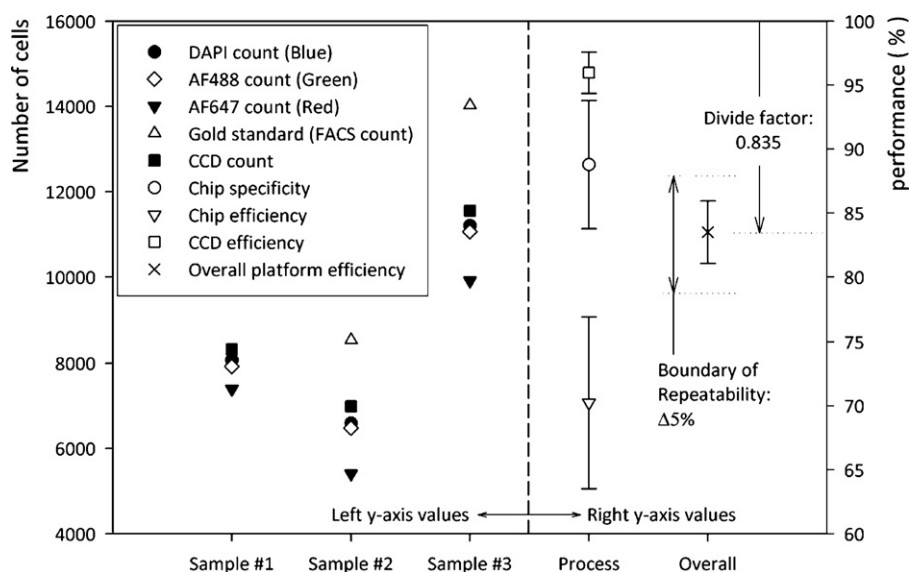 Number of cells
16000
14000
12000
10000
8000
6000
4000
DAPI count (Blue)
AF488 count (Green)
AF647 count (Red)
Gold standard (FACS count)
CCD count
Chip specificity
Chip efficiency
CCD efficiency
Overall platform efficiency
Left y-axis values
Right y-axis values
Divide factor:
0.835
Boundary of
Repeatability:
Δ5%
100
95
90
85
80
75
70
65
60
performance (%)
Sample #1 Sample #2 Sample #3 Process Overall